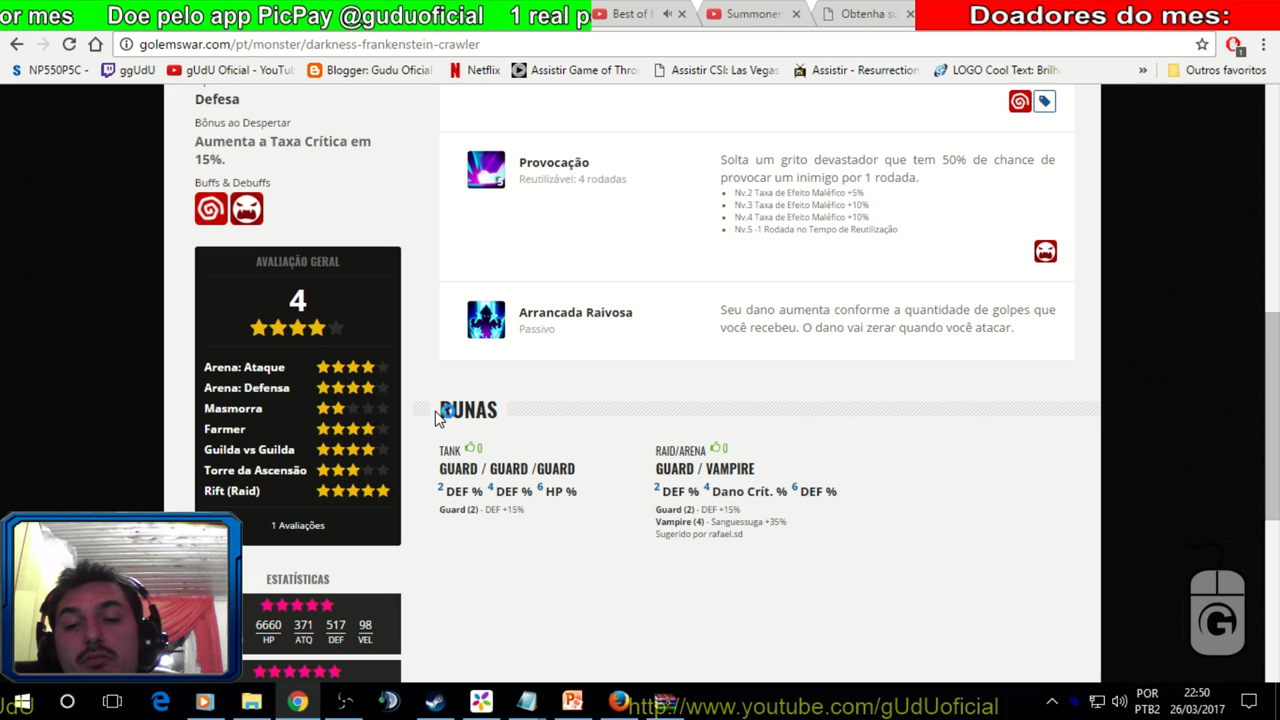 or mes
Doe pelo app PicPay @guduoficial 1 real p
Best of
Summoner
Obtenha su
Doadores do mes:
golemswar.com/pt/monster/darkness-frankenstein-crawler
NP550P5C -
ggUdU
gUdU Oficial - YouTu
Blogger: Gudu Oficial
Netflix
Assistir Game of Thro
Assistir CSI: Las Vegas
Assistir - Resurrection
LOGO Cool Text: Brilh
»
Outros favoritos
Defesa
Bônus ao Despertar
Aumenta a Taxa Crítica em
15%.
Buffs & Debuffs
Provocação
Reutilizável: 4 rodadas
Solta um grito devastador que tem 50% de chance de
provocar um inimigo por 1 rodada.
Nv.2 Taxa de Efeito Maléfico +5%
Nv.3 Taxa de Efeito Maléfico +10%
Nv.4 Taxa de Efeito Maléfico +10%
Nv.5 -1 Rodada no Tempo de Reutilização
Arrancada Raivosa
Passivo
Seu dano aumenta conforme a quantidade de golpes que
você recebeu. O dano vai zerar quando você atacar.
AVALIAÇÃO GERAL
4
Arena: Ataque
Arena: Defensa
Masmorra
Farmer
Guilda vs Guilda
Torre da Ascensão
Rift (Raid)
1 Avaliações
RUNAS
TANK 0
GUARD / GUARD /GUARD
2 DEF % 4 DEF % 6 HP %
Guard (2) - DEF +15%
RAID/ARENA 0
GUARD / VAMPIRE
2 DEF % 4 Dano Crít. % 6 DEF %
Guard (2) - DEF +15%
Vampire (4) - Sanguessuga +35%
Sugerido por rafael.sd
ESTATÍSTICAS
6660 371 517 98
HP ATQ DEF VEL
G
UdU
http://www.youtube.com/gUdUoficial
POR
PTB2
22:50
26/03/2017